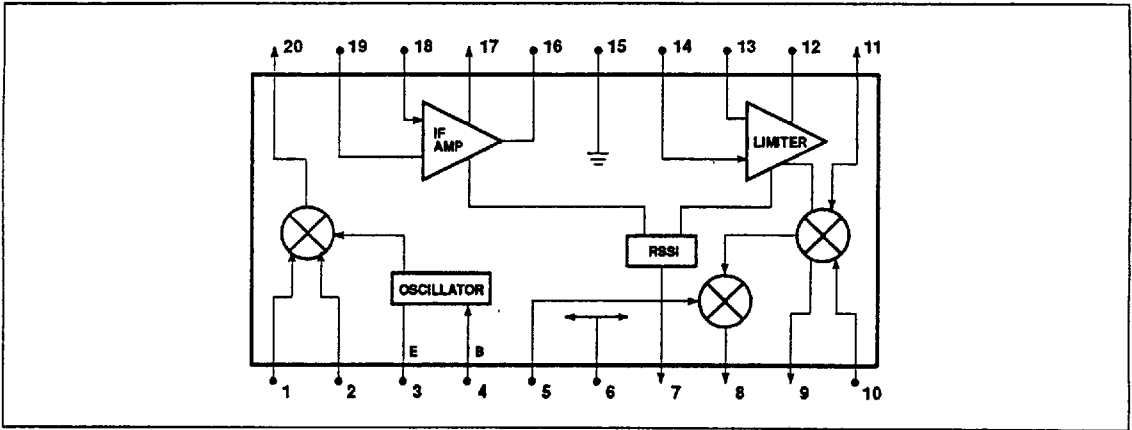 20 19 18 17 16 15 14 13 12 11
IF
AMP
LIMITER
RSSI
OSCILLATOR
E B
1 2 3 4 5 6 7 8 9 10